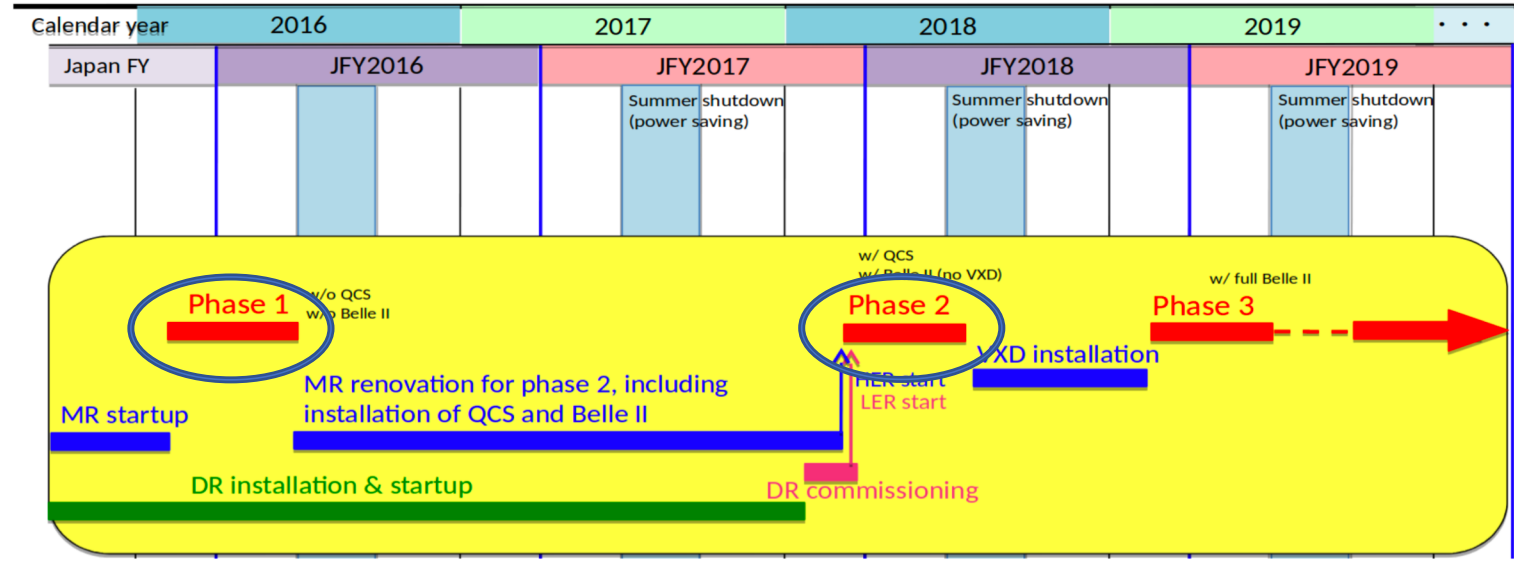 Calendar year 2016 2017 2018 2019 . . .
Japan FY JFY2016 JFY2017 JFY2018 JFY2019
Summer shutdown
(power saving)
Summer shutdown
(power saving)
Summer shutdown
(power saving)
w/ QCS
w/ Belle II (no VXD)
w/ full Belle II
Phase 1
w/o QCS
w/o Belle II
Phase 2
Phase 3
VXD installation
HER start
LER start
MR renovation for phase 2, including
installation of QCS and Belle II
MR startup
DR installation & startup
DR commissioning